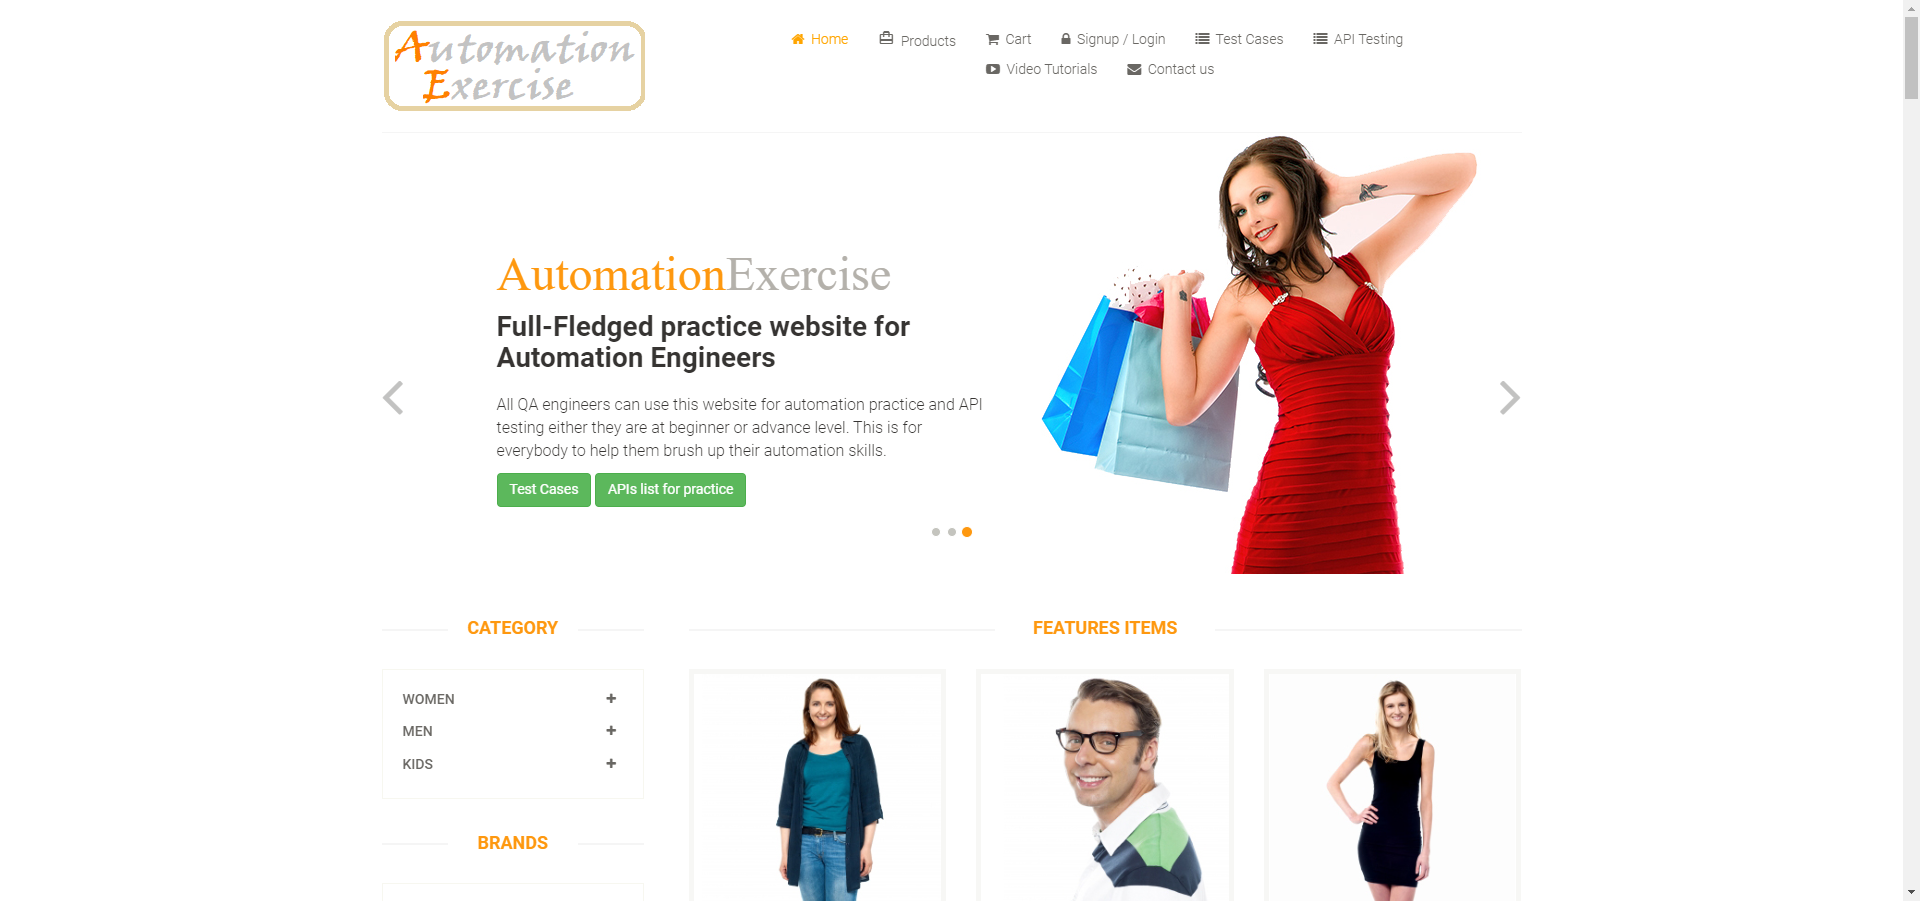 Automation
Exercise
Home
Products
Cart
Signup / Login
Test Cases
API Testing
Video Tutorials
Contact us
AutomationExercise
Full-Fledged practice website for
Automation Engineers
All QA engineers can use this website for automation practice and API
testing either they are at beginner or advance level. This is for
everybody to help them brush up their automation skills.
Test Cases
APIs list for practice
CATEGORY
WOMEN
MEN
KIDS
BRANDS
FEATURES ITEMS